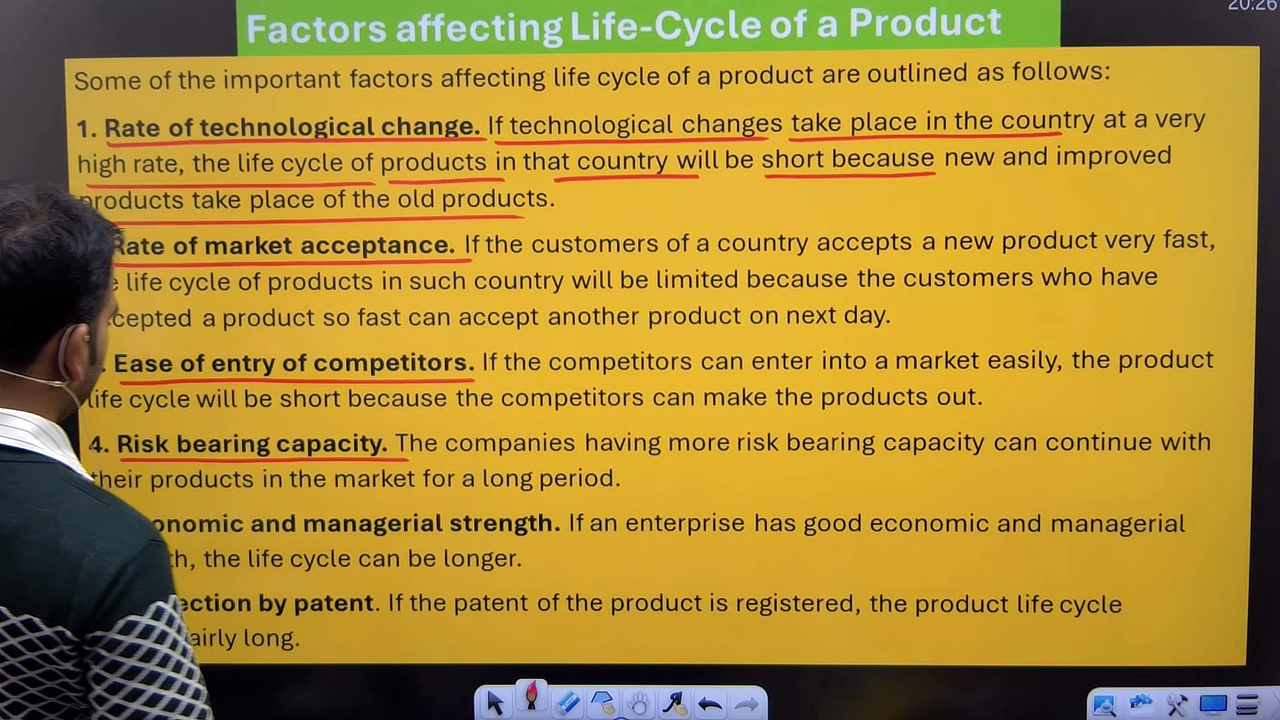 20:26
Factors affecting Life-Cycle of a Product
Some of the important factors affecting life cycle of a product are outlined as follows:
1. Rate of technological change. If technological changes take place in the country at a very
high rate, the life cycle of products in that country will be short because new and improved
products take place of the old products.
Rate of market acceptance. If the customers of a country accepts a new product very fast,
life cycle of products in such country will be limited because the customers who have
cepted a product so fast can accept another product on next day.
. Ease of entry of competitors. If the competitors can enter into a market easily, the product
life cycle will be short because the competitors can make the products out.
4. Risk bearing capacity. The companies having more risk bearing capacity can continue with
their products in the market for a long period.
onomic and managerial strength. If an enterprise has good economic and managerial
th, the life cycle can be longer.
ection by patent. If the patent of the product is registered, the product life cycle
airly long.